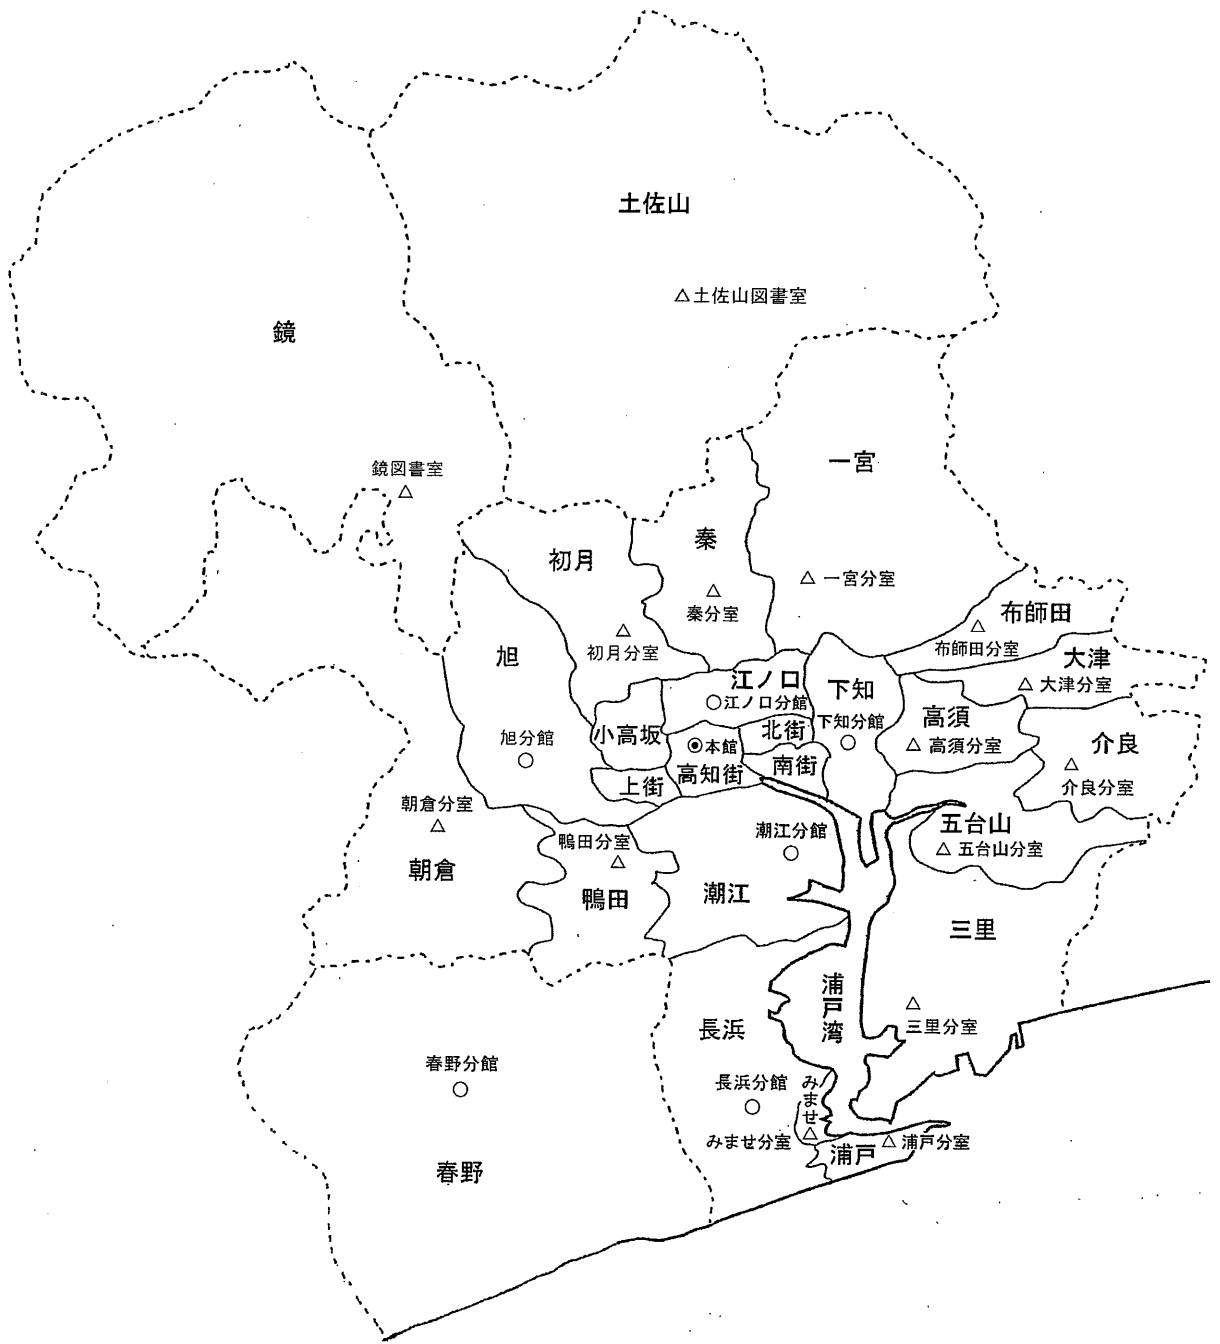 土佐山
△土佐山図書室
鏡
鏡図書室
△
一宮
△ 一宮分室
秦
△
秦分室
初月
△
初月分室
布師田
△
布師田分室
大津
△ 大津分室
旭
旭分館
○
江ノ口
○江ノ口分館
下知
下知分館
○
高須
△ 高須分室
介良
△
介良分室
小高坂
北街
◉本館
高知街
南街
上街
朝倉分室
△
朝倉
鴨田分室
△
鴨田
潮江分館
○
潮江
五台山
△ 五台山分室
三里
△
三里分室
浦戸湾
長浜
長浜分館
○
みませ
△
みませ分室
浦戸
△ 浦戸分室
春野分館
○
春野